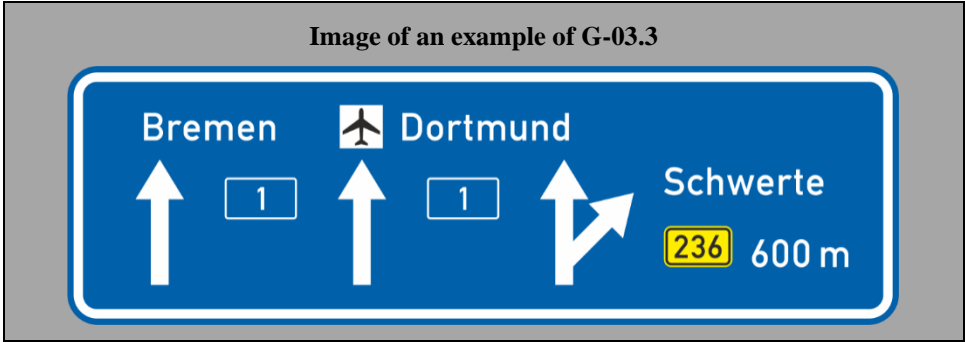 Image of an example of G-03.3
Bremen Dortmund
1 1
Schwerte
236 600 m